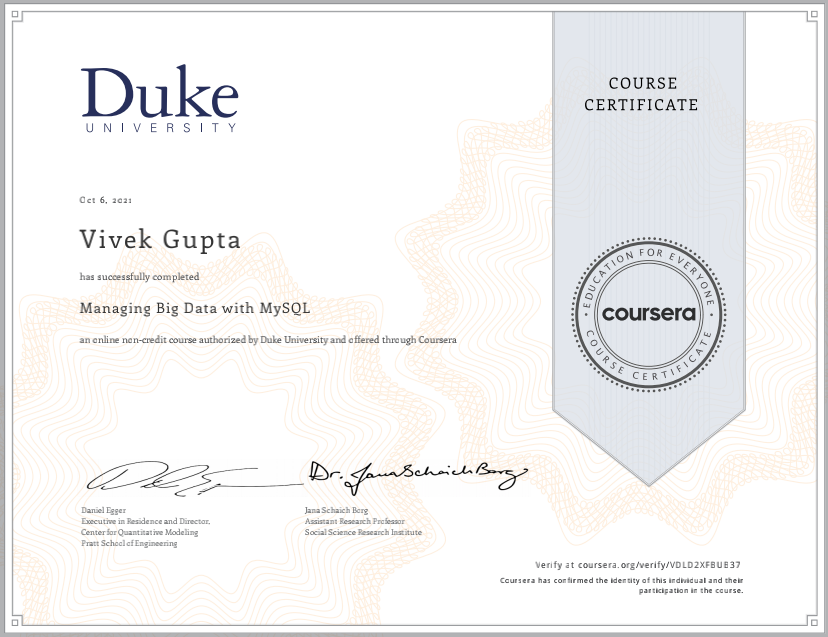 Duke
UNIVERSITY
COURSE
CERTIFICATE
Oct 6, 2021
Vivek Gupta
has successfully completed
Managing Big Data with MySQL
an online non-credit course authorized by Duke University and offered through Coursera
EDUCATION FOR EVERYONE
coursera
COURSE CERTIFICATE
Dr. Jana Schaich Borg
Daniel Egger
Executive in Residence and Director,
Center for Quantitative Modeling
Pratt School of Engineering
Jana Schaich Borg
Assistant Research Professor
Social Science Research Institute
Verify at coursera.org/verify/VDLD2XFBUE37
Coursera has confirmed the identity of this individual and their
participation in the course.